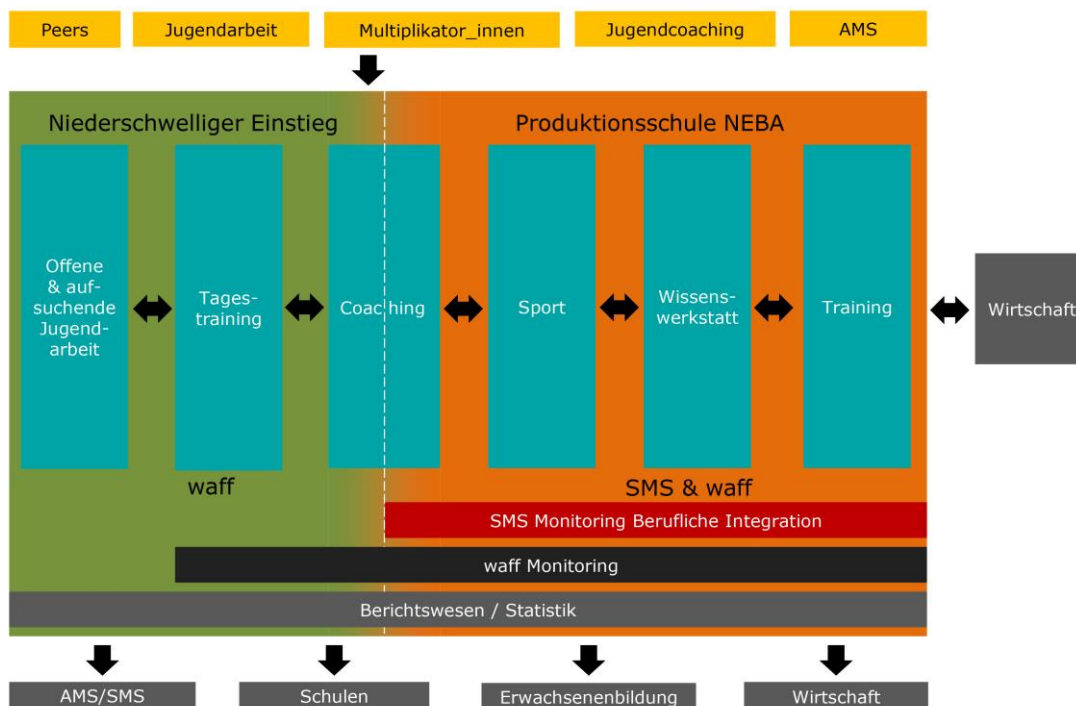 Peers
Jugendarbeit
Multiplikator_innen
Jugendcoaching
AMS
Niederschwelliger Einstieg
Produktionsschule NEBA
Offene
& auf-
suchende
Jugend-
arbeit
Tages-
training
Coaching
Sport
Wissens-
werkstatt
Training
Wirtschaft
waff
SMS & waff
SMS Monitoring Berufliche Integration
waff Monitoring
Berichtswesen / Statistik
AMS/SMS
Schulen
Erwachsenenbildung
Wirtschaft